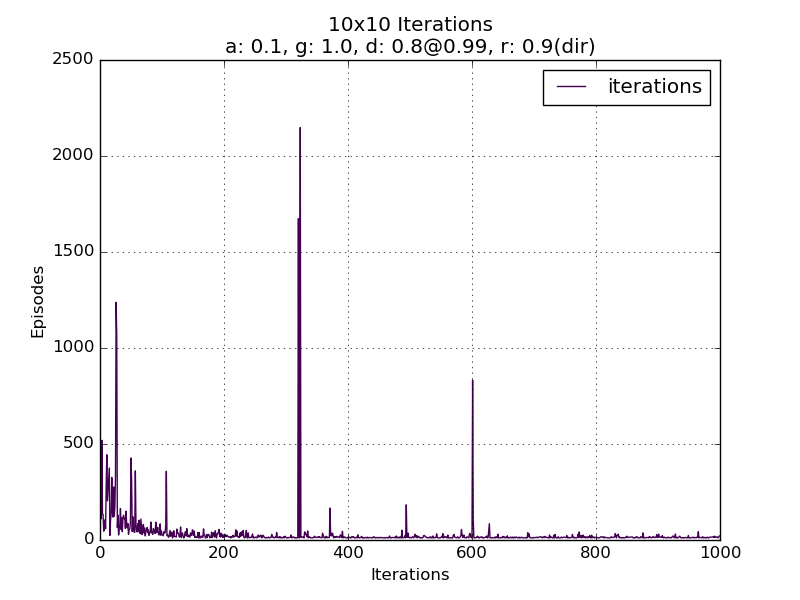 10x10 Iterations
a: 0.1, g: 1.0, d: 0.8@0.99, r: 0.9(dir)
2500
iterations
2000
1500
Episodes
1000
500
0
0 200 400 600 800 1000
Iterations